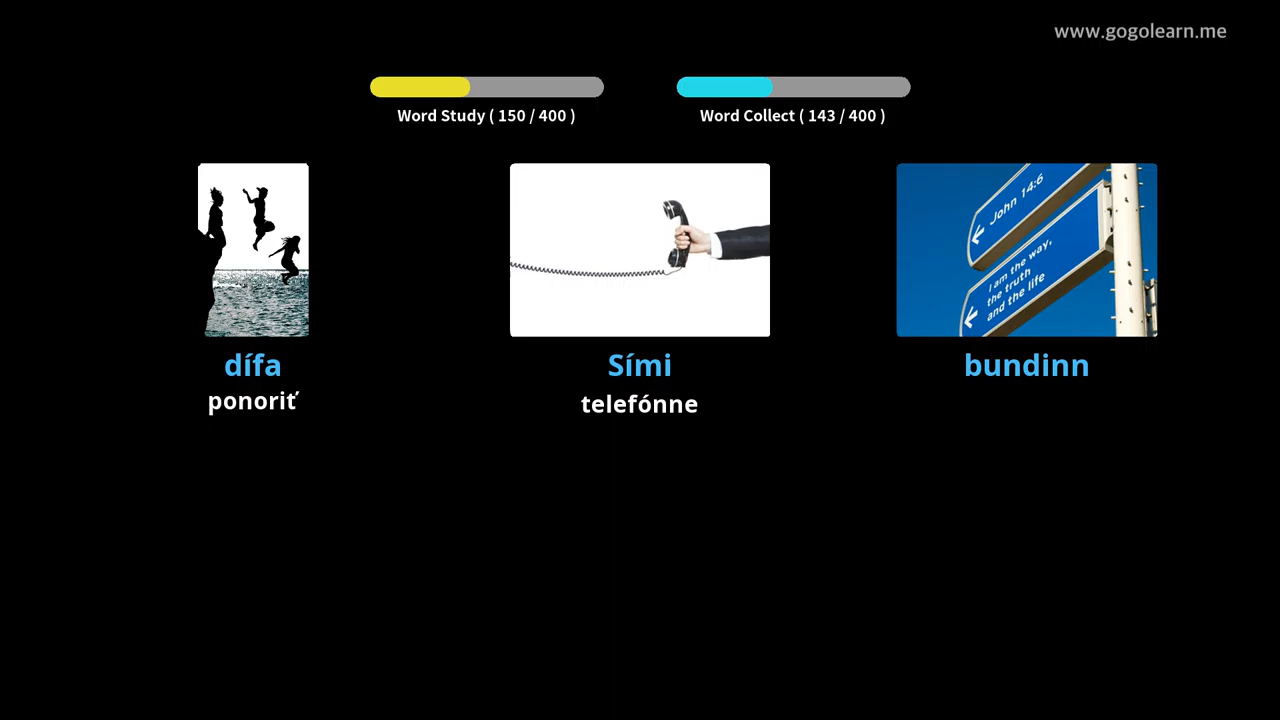 www.gogolearn.me
Word Study ( 150 / 400 )
Word Collect ( 143 / 400 )
John 14:6
I am the way,
the truth
and the life
dífa
Sími
bundinn
ponoriť
telefónne